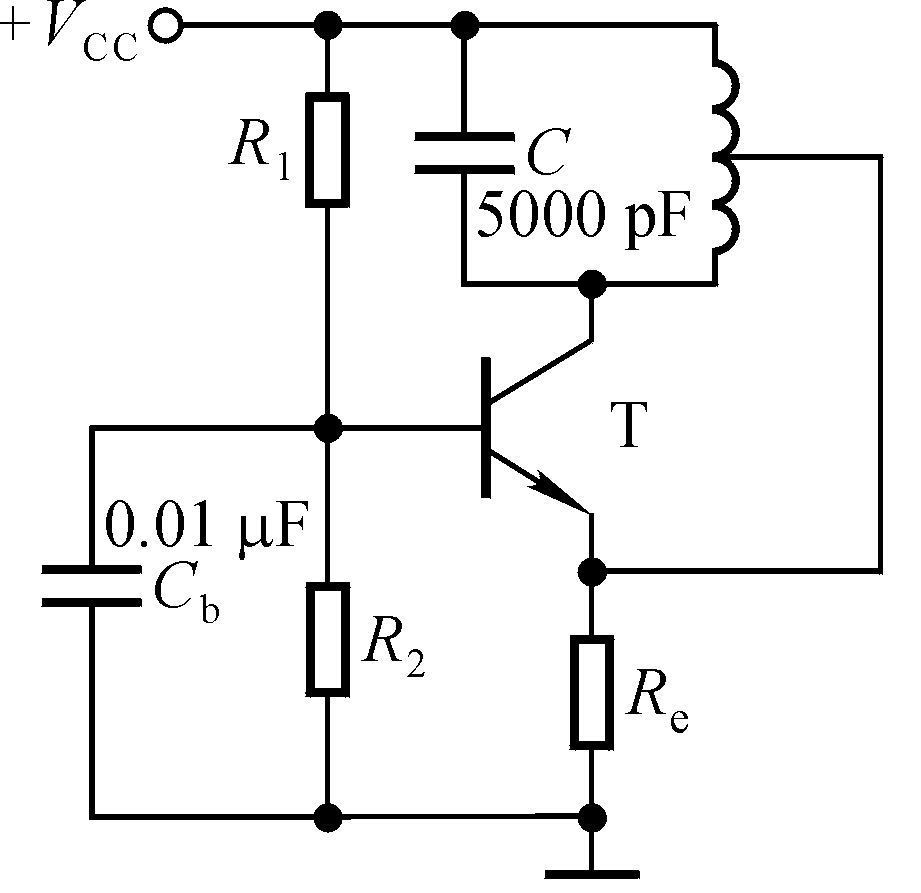 +V_CC
R_1
C
5000 pF
T
0.01 μF
C_b
R_2
R_e